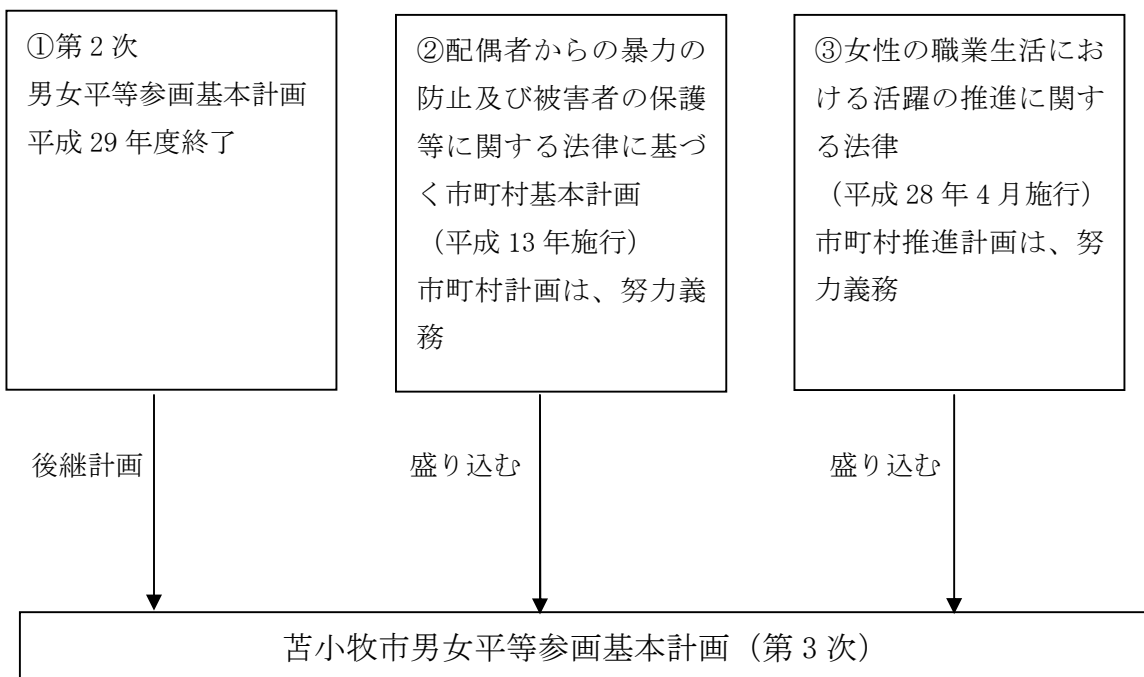 ①第2次
男女平等参画基本計画
平成29年度終了
②配偶者からの暴力の
防止及び被害者の保護
等に関する法律に基づ
く市町村基本計画
（平成13年施行）
市町村計画は、努力義
務
③女性の職業生活にお
ける活躍の推進に関す
る法律
（平成28年4月施行）
市町村推進計画は、努
力義務
後継計画
盛り込む
盛り込む
苫小牧市男女平等参画基本計画（第3次）